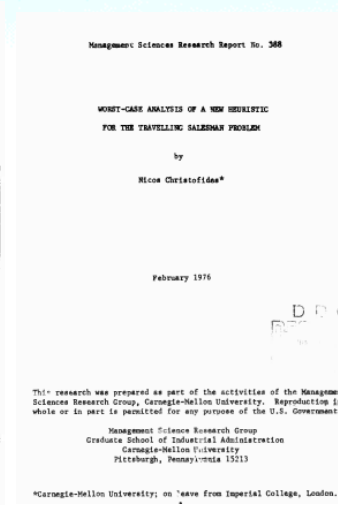 Management Sciences Research Report No. 388
WORST-CASE ANALYSIS OF A NEW HEURISTIC
FOR THE TRAVELLING SALESMAN PROBLEM
by
Nicos Christofides*
February 1976
D D
This research was prepared as part of the activities of the Manageme
Sciences Research Group, Carnegie-Mellon University. Reproduction i
whole or in part is permitted for any purpose of the U.S. Government
Management Science Research Group
Graduate School of Industrial Administration
Carnegie-Mellon University
Pittsburgh, Pennsylvania 15213
*Carnegie-Mellon University; on leave from Imperial College, London.